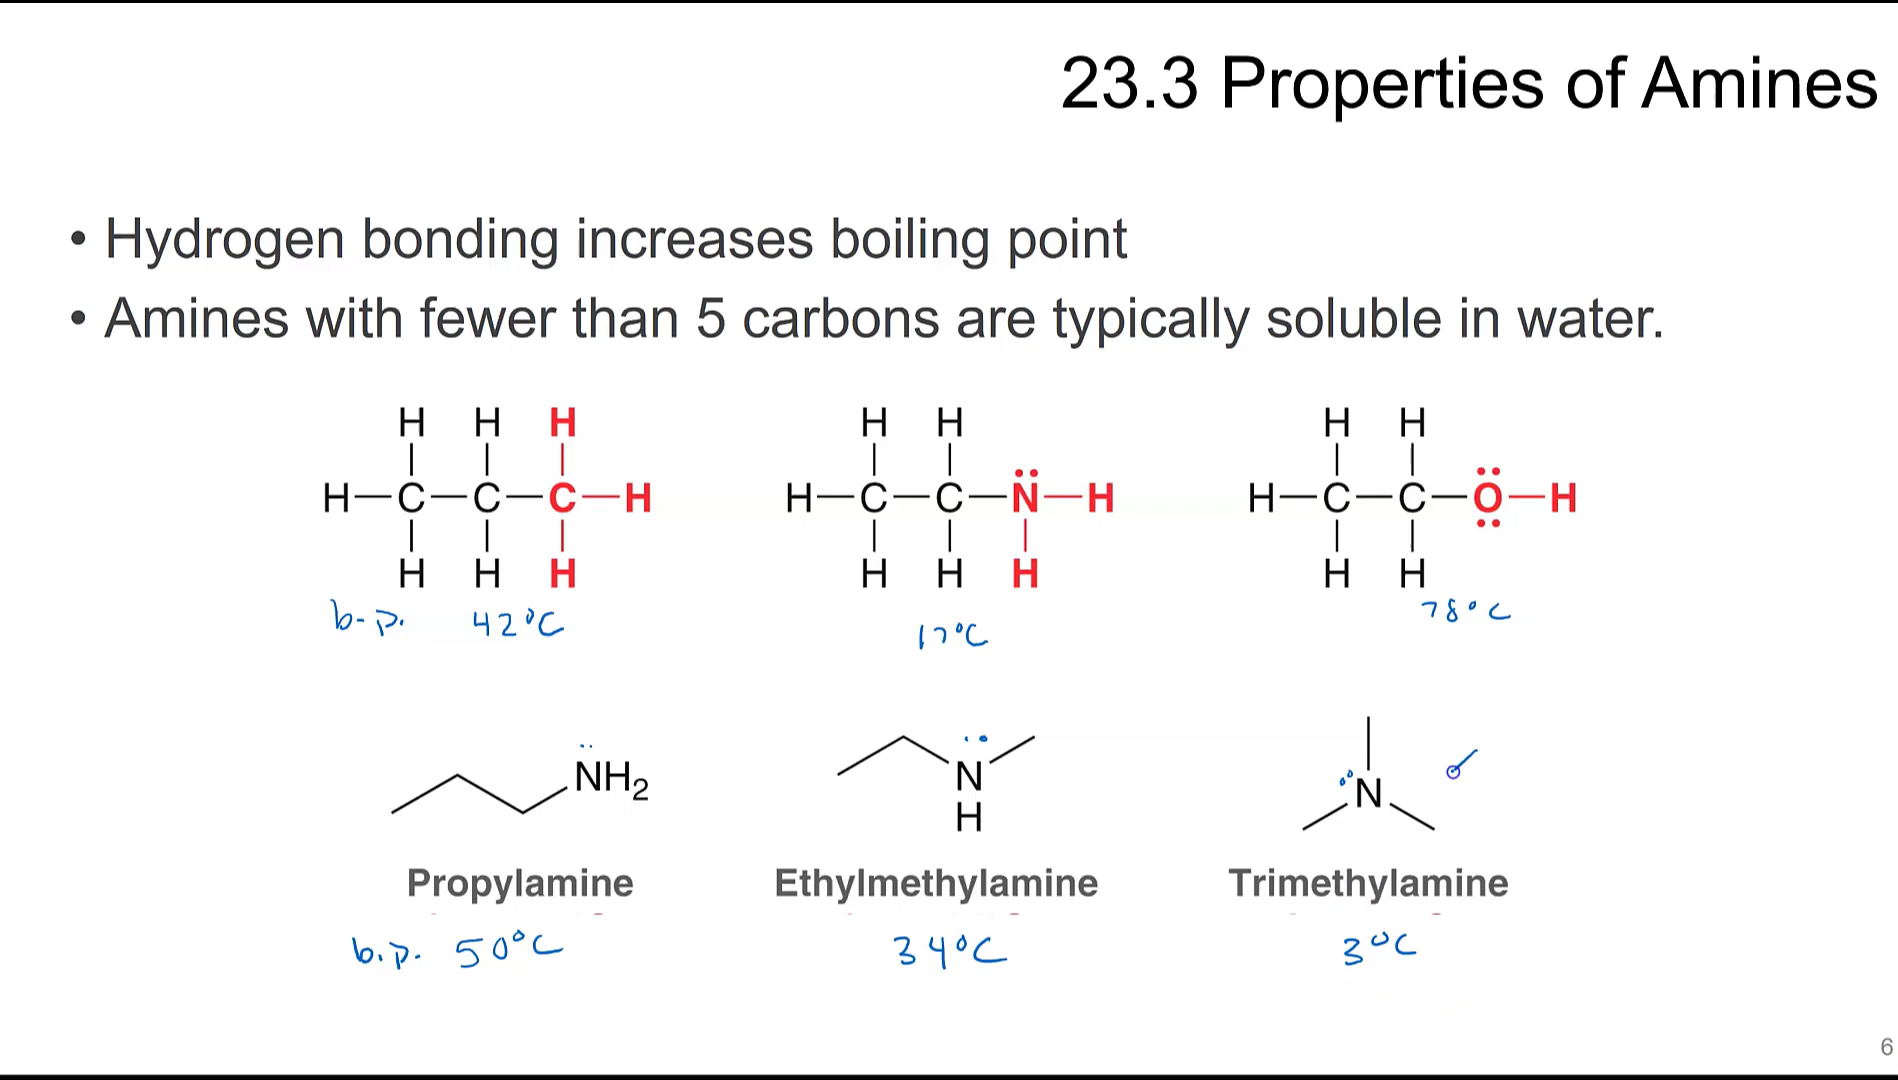 23.3 Properties of Amines
• Hydrogen bonding increases boiling point
• Amines with fewer than 5 carbons are typically soluble in water.
H H H
H H
H H
H—C—C—C—H
H—C—C—N̈—H
H—C—C—Ö—H
H H H
H H H
H H
b.p. 42°C
17°C
78°C
NH2
N
H
N
Propylamine
Ethylmethylamine
Trimethylamine
b.p. 50°C
34°C
3°C
6